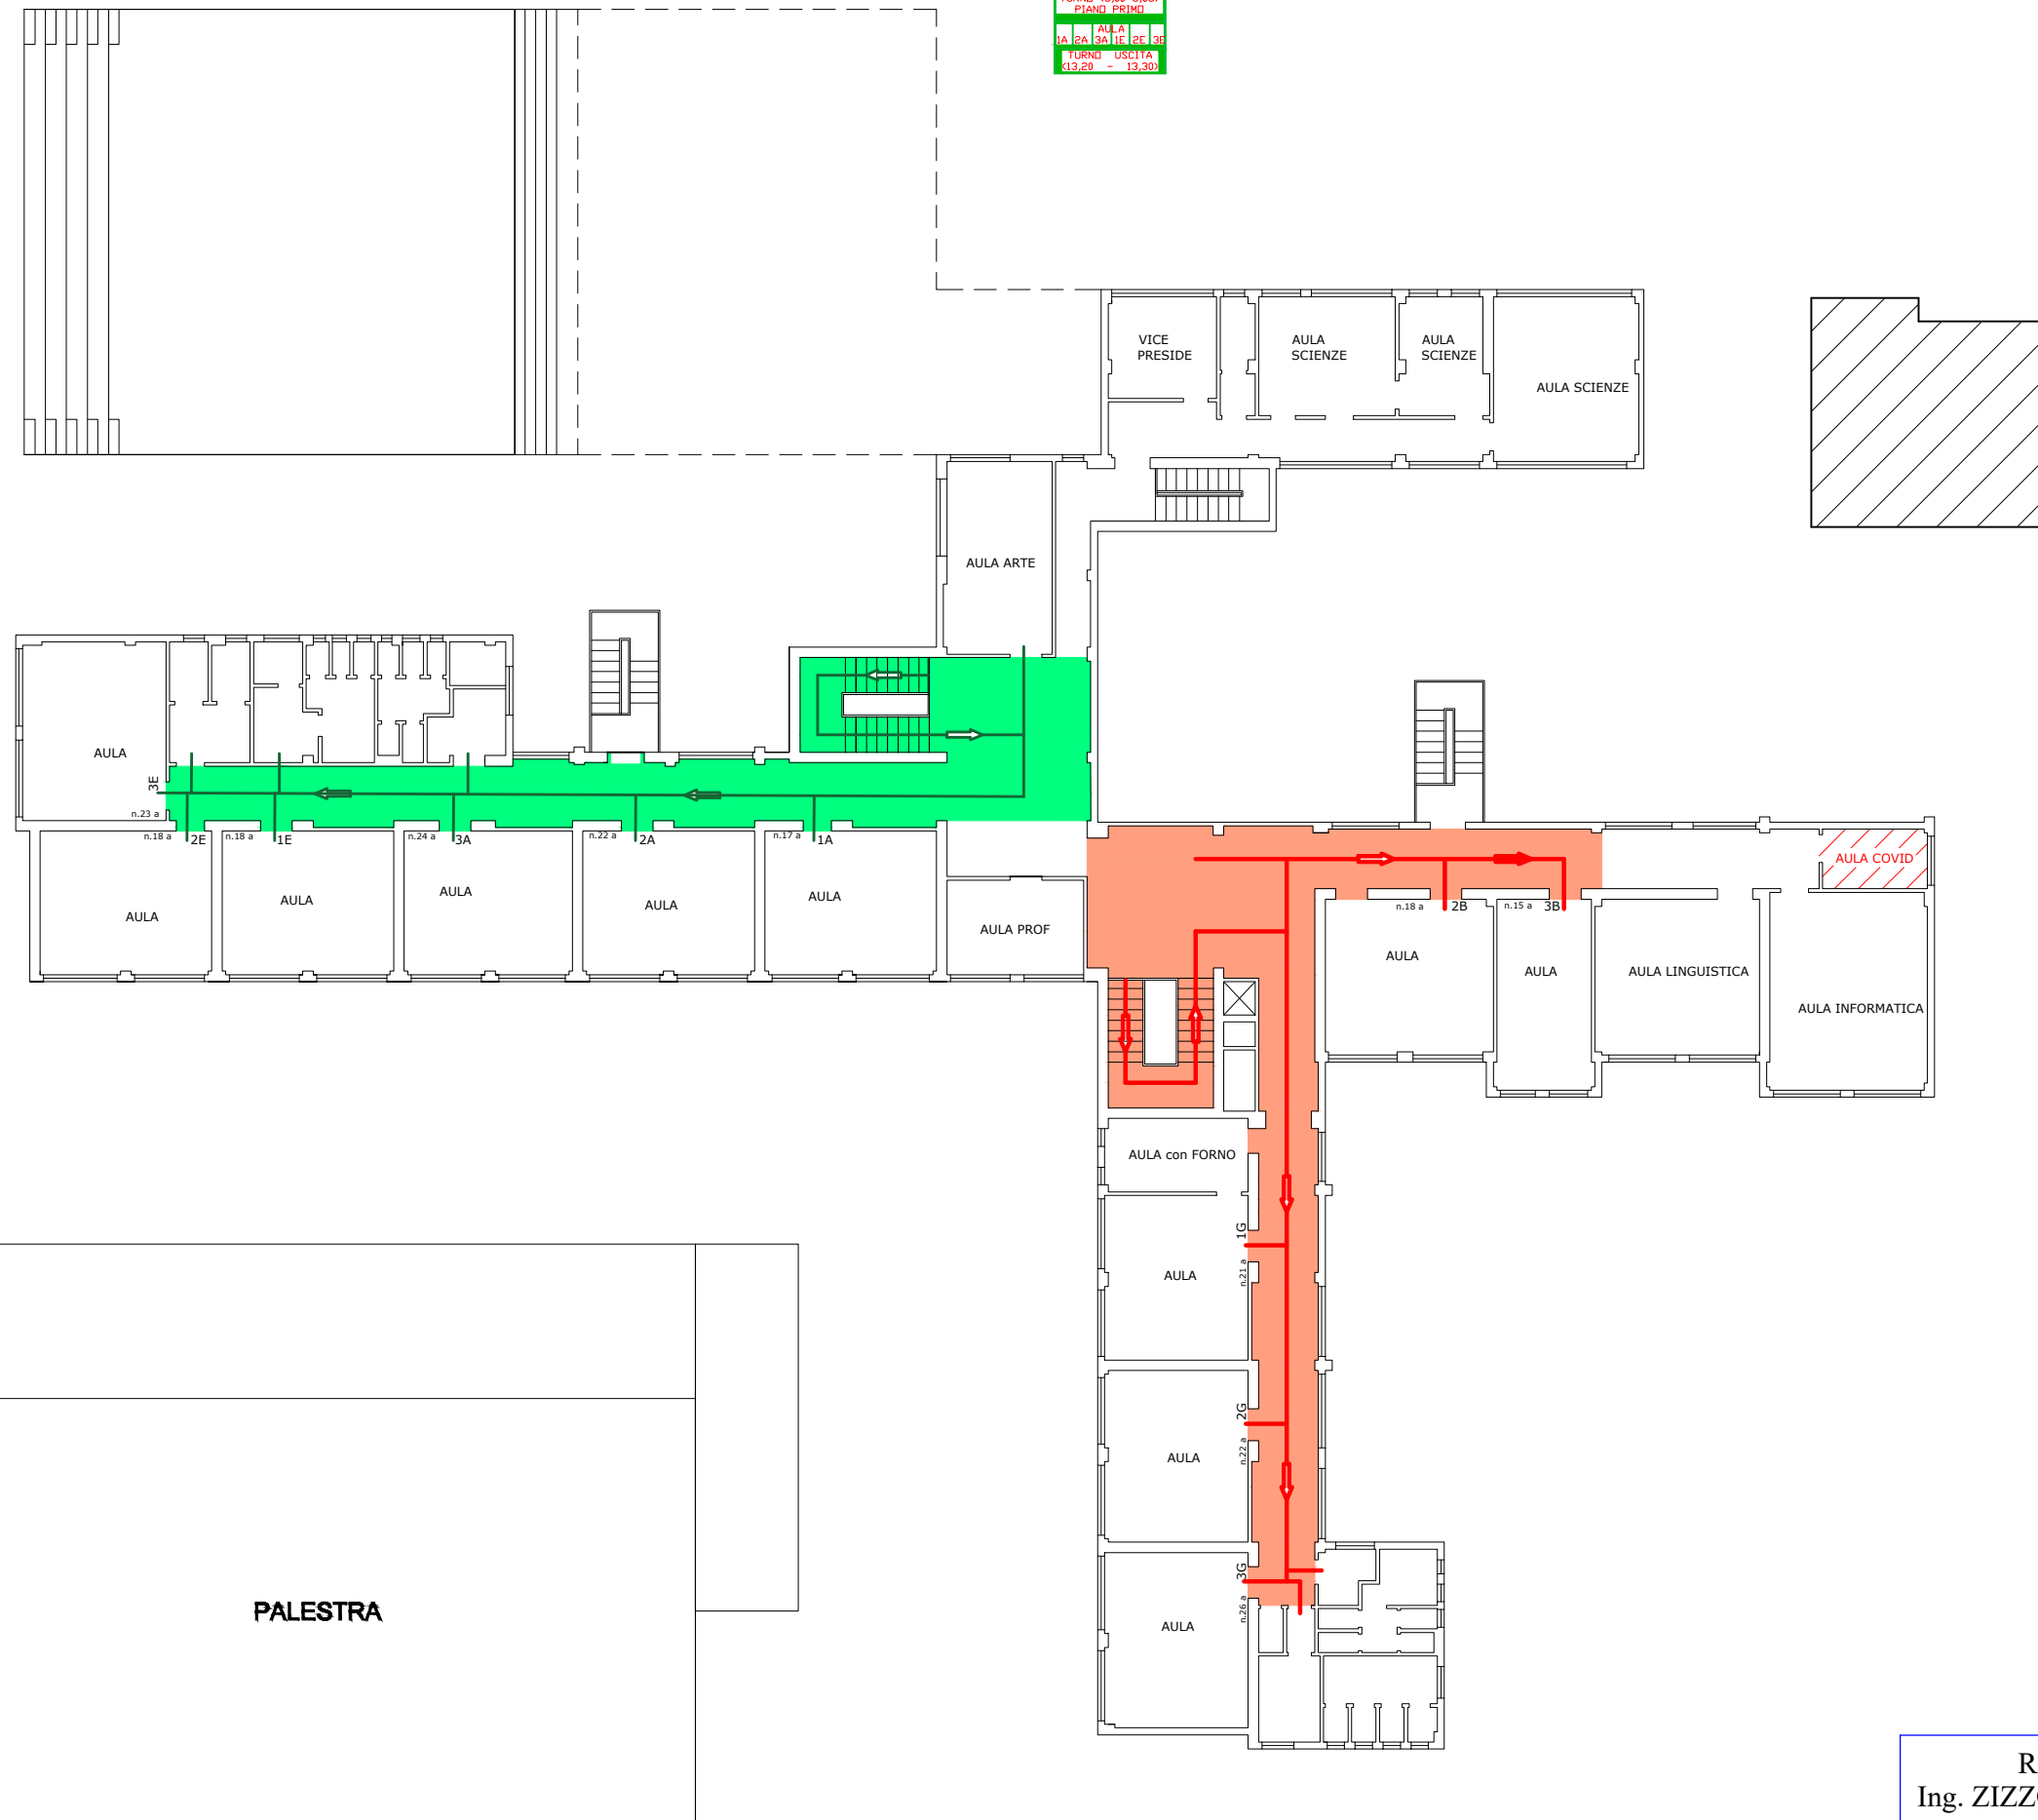 PIANO PRIMO
AULA
1A 2A 3A 1E 2E 3E
TURNO USCITA
(13,20 - 13,30)
VICE
PRESIDE
AULA
SCIENZE
AULA
SCIENZE
AULA SCIENZE
AULA ARTE
AULA
3E
n.23 a
n.18 a
2E
n.18 a
1E
n.24 a
3A
n.22 a
2A
n.17 a
1A
AULA
AULA
AULA
AULA
AULA
AULA PROF
AULA COVID
n.18 a
2B
n.15 a
3B
AULA
AULA
AULA LINGUISTICA
AULA INFORMATICA
AULA con FORNO
1G
n.21 a
AULA
2G
n.22 a
AULA
3G
n.26 a
AULA
PALESTRA
R
Ing. ZIZZ